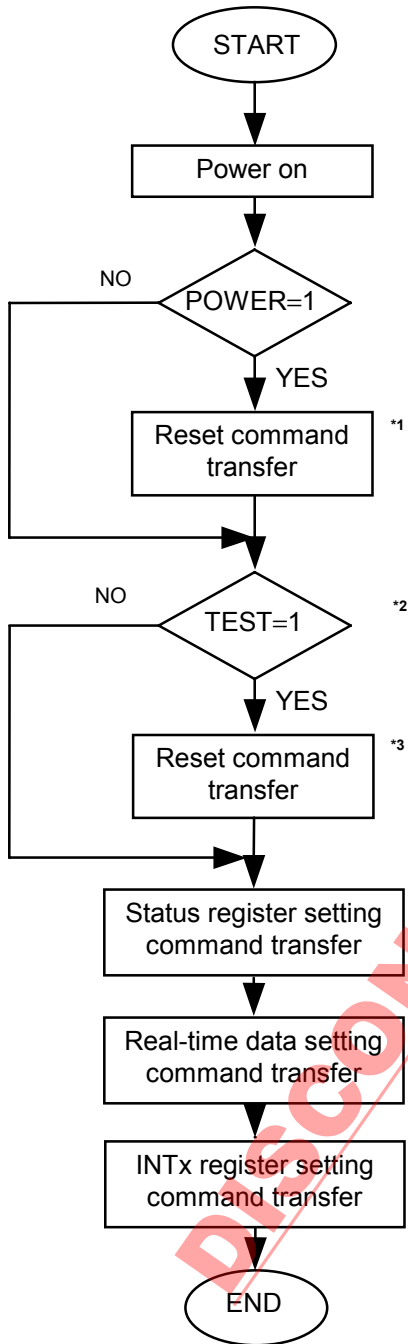 START
Power on
NO
POWER=1
YES
Reset command
transfer
*1
NO
TEST=1
*2
YES
Reset command
transfer
*3
Status register setting
command transfer
Real-time data setting
command transfer
INTx register setting
command transfer
END
DISCON